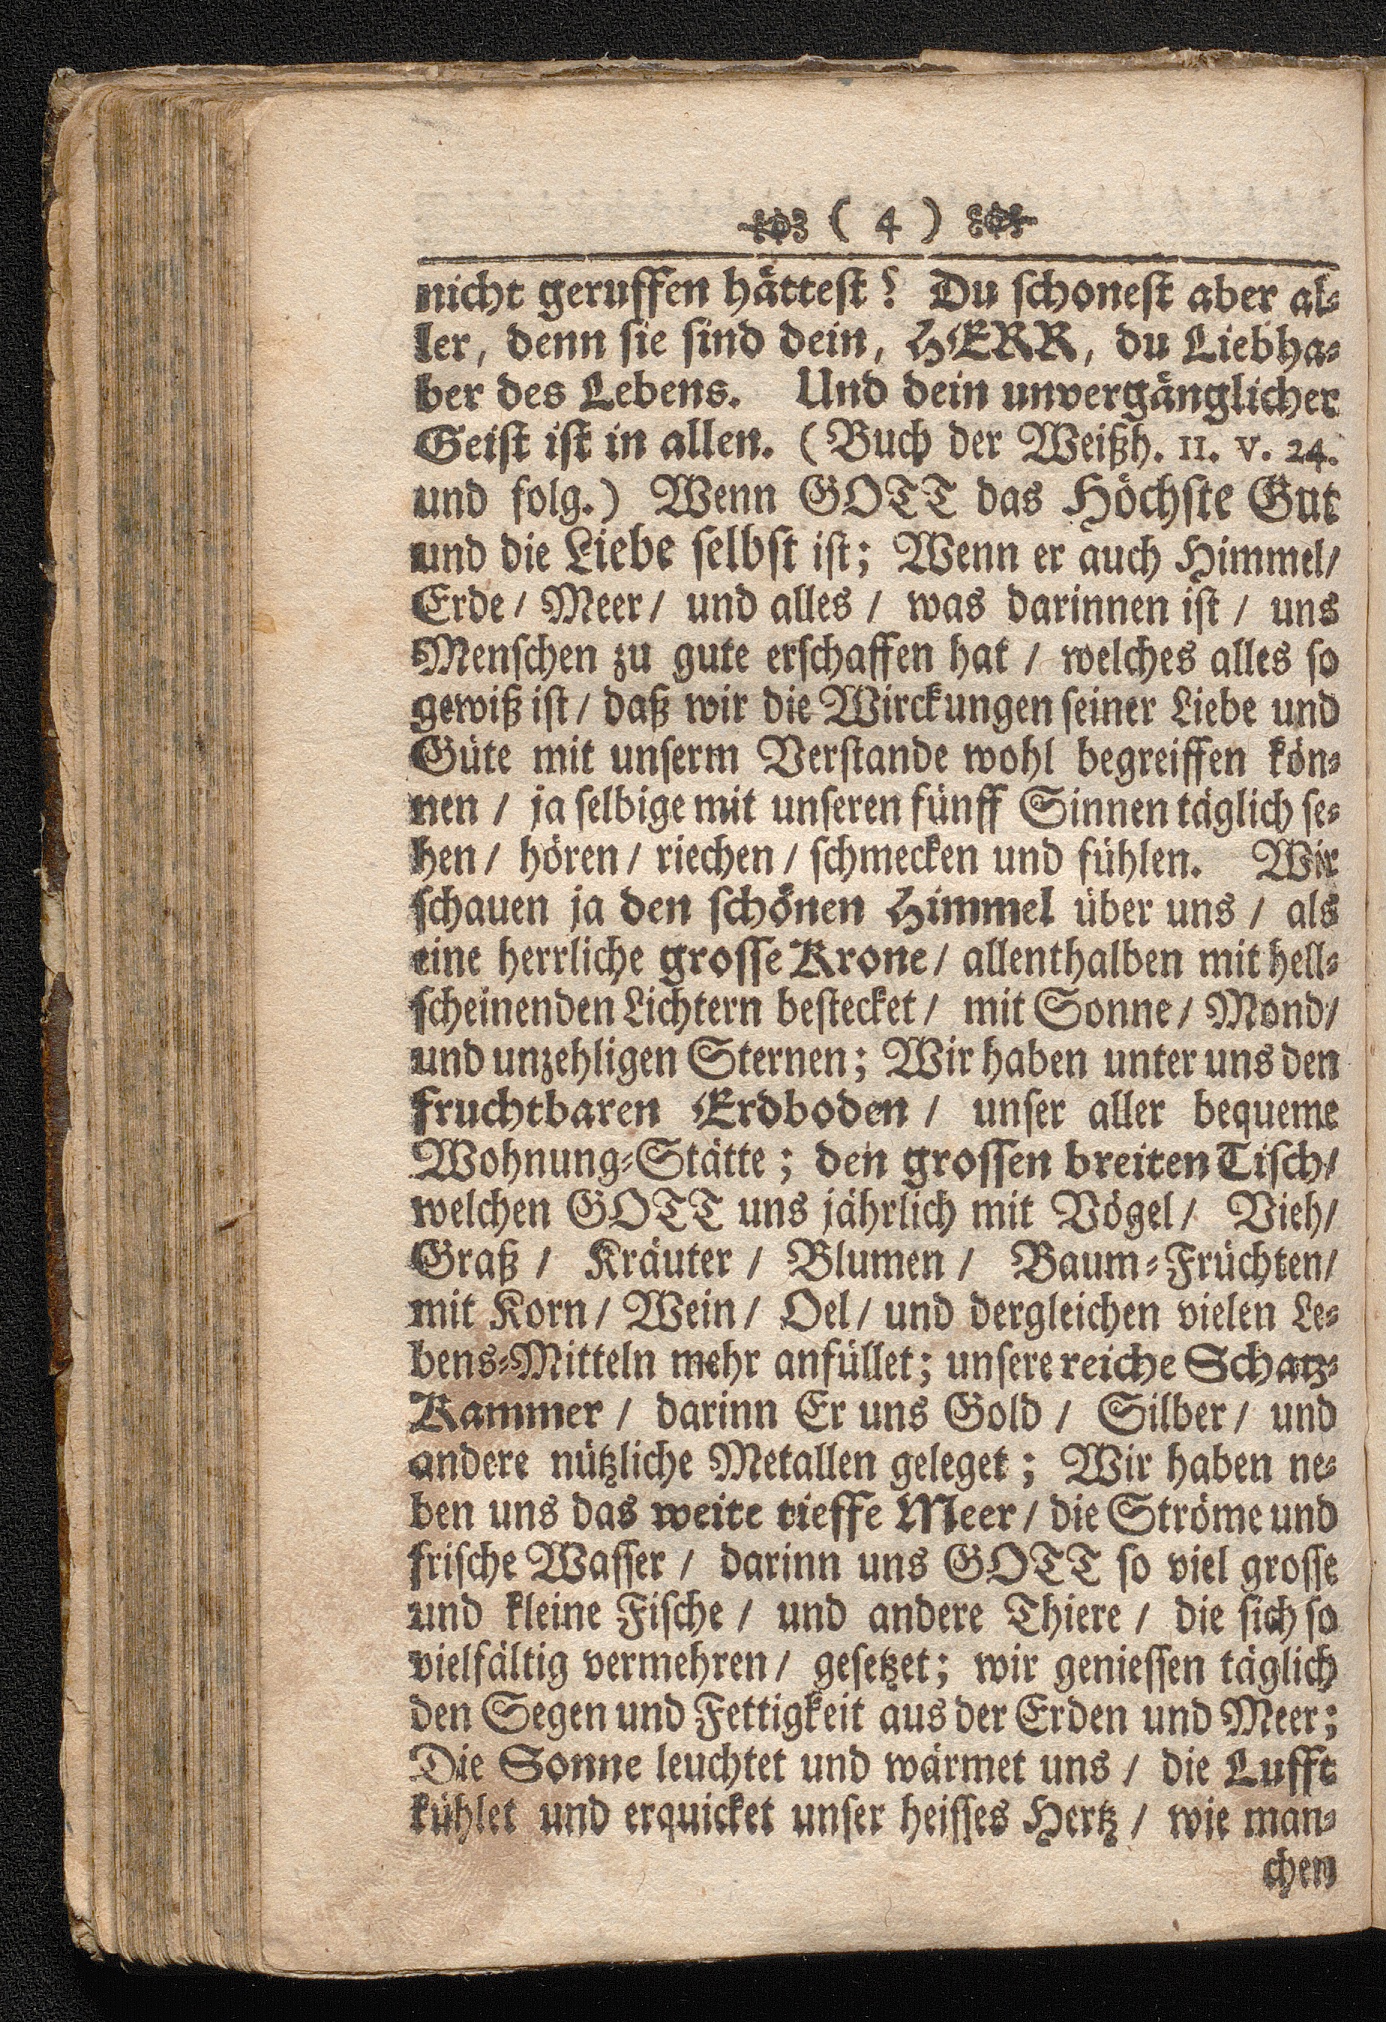 ( 4 )
nicht geruffen hättest? Du schonest aber al-
ler, denn sie sind dein, HERR, du Liebha-
ber des Lebens. Und dein unvergänglicher
Geist ist in allen. (Buch der Weißh. 11. v. 24.
und folg.) Wenn GOTT das Höchste Gut
und die Liebe selbst ist; Wenn er auch Himmel/
Erde / Meer / und alles / was darinnen ist / uns
Menschen zu gute erschaffen hat / welches alles so
gewiß ist / daß wir die Wirckungen seiner Liebe und
Güte mit unserm Verstande wohl begreiffen kön-
nen / ja selbige mit unseren fünff Sinnen täglich se-
hen / hören / riechen / schmecken und fühlen. Wir
schauen ja den schönen Himmel über uns / als
eine herrliche grosse Krone / allenthalben mit hell-
scheinenden Lichtern bestecket / mit Sonne / Mond/
und unzehligen Sternen; Wir haben unter uns den
fruchtbaren Erdboden / unser aller bequeme
Wohnung-Stätte; den grossen breiten Tisch/
welchen GOTT uns jährlich mit Vögel / Vieh/
Graß / Kräuter / Blumen / Baum-Früchten/
mit Korn / Wein / Oel / und dergleichen vielen Le-
bens-Mitteln mehr anfüllet; unsere reiche Schatz-
Kammer / darinn Er uns Gold / Silber / und
andere nützliche Metallen geleget; Wir haben ne-
ben uns das weite tieffe Meer / die Ströme und
frische Wasser / darinn uns GOTT so viel grosse
und kleine Fische / und andere Thiere / die sich so
vielfältig vermehren / gesetzet; wir geniessen täglich
den Segen und Fettigkeit aus der Erden und Meer;
Die Sonne leuchtet und wärmet uns / die Lufft
kühlet und erquicket unser heisses Hertz / wie man-
chen